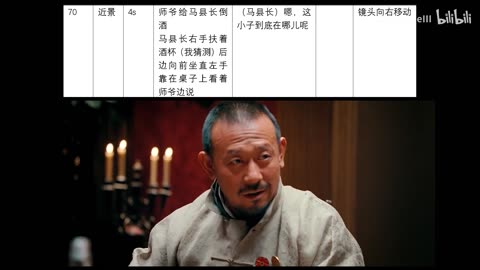 70
近景
4s
师爷给马县长倒
酒
马县长右手扶着
酒杯（我猜测）后
边向前坐直左手
靠在桌子上看着
师爷边说
（马县长）嗯，这
小子到底在哪儿呢
镜头向右移动
elll bilibili